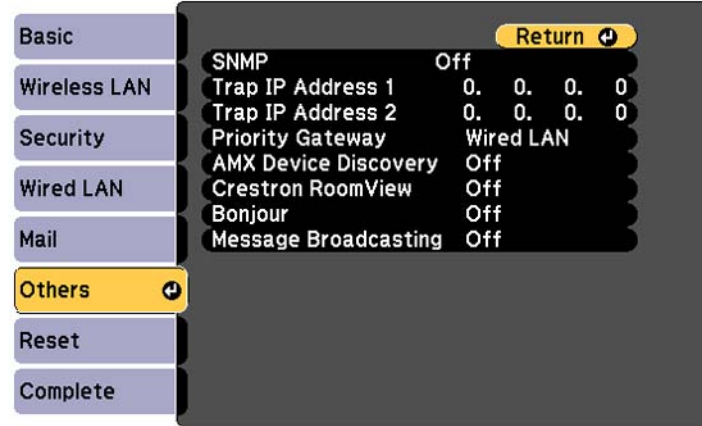 Basic
Wireless LAN
Security
Wired LAN
Mail
Others
Reset
Complete
Return
SNMP Off
Trap IP Address 1 0. 0. 0. 0
Trap IP Address 2 0. 0. 0. 0
Priority Gateway Wired LAN
AMX Device Discovery Off
Crestron RoomView Off
Bonjour Off
Message Broadcasting Off